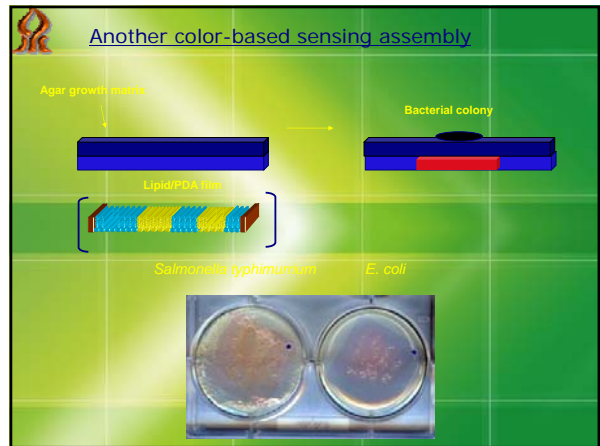 Another color-based sensing assembly
Agar growth matrix
Bacterial colony
Lipid/PDA film
Salmonella typhimurium E. coli